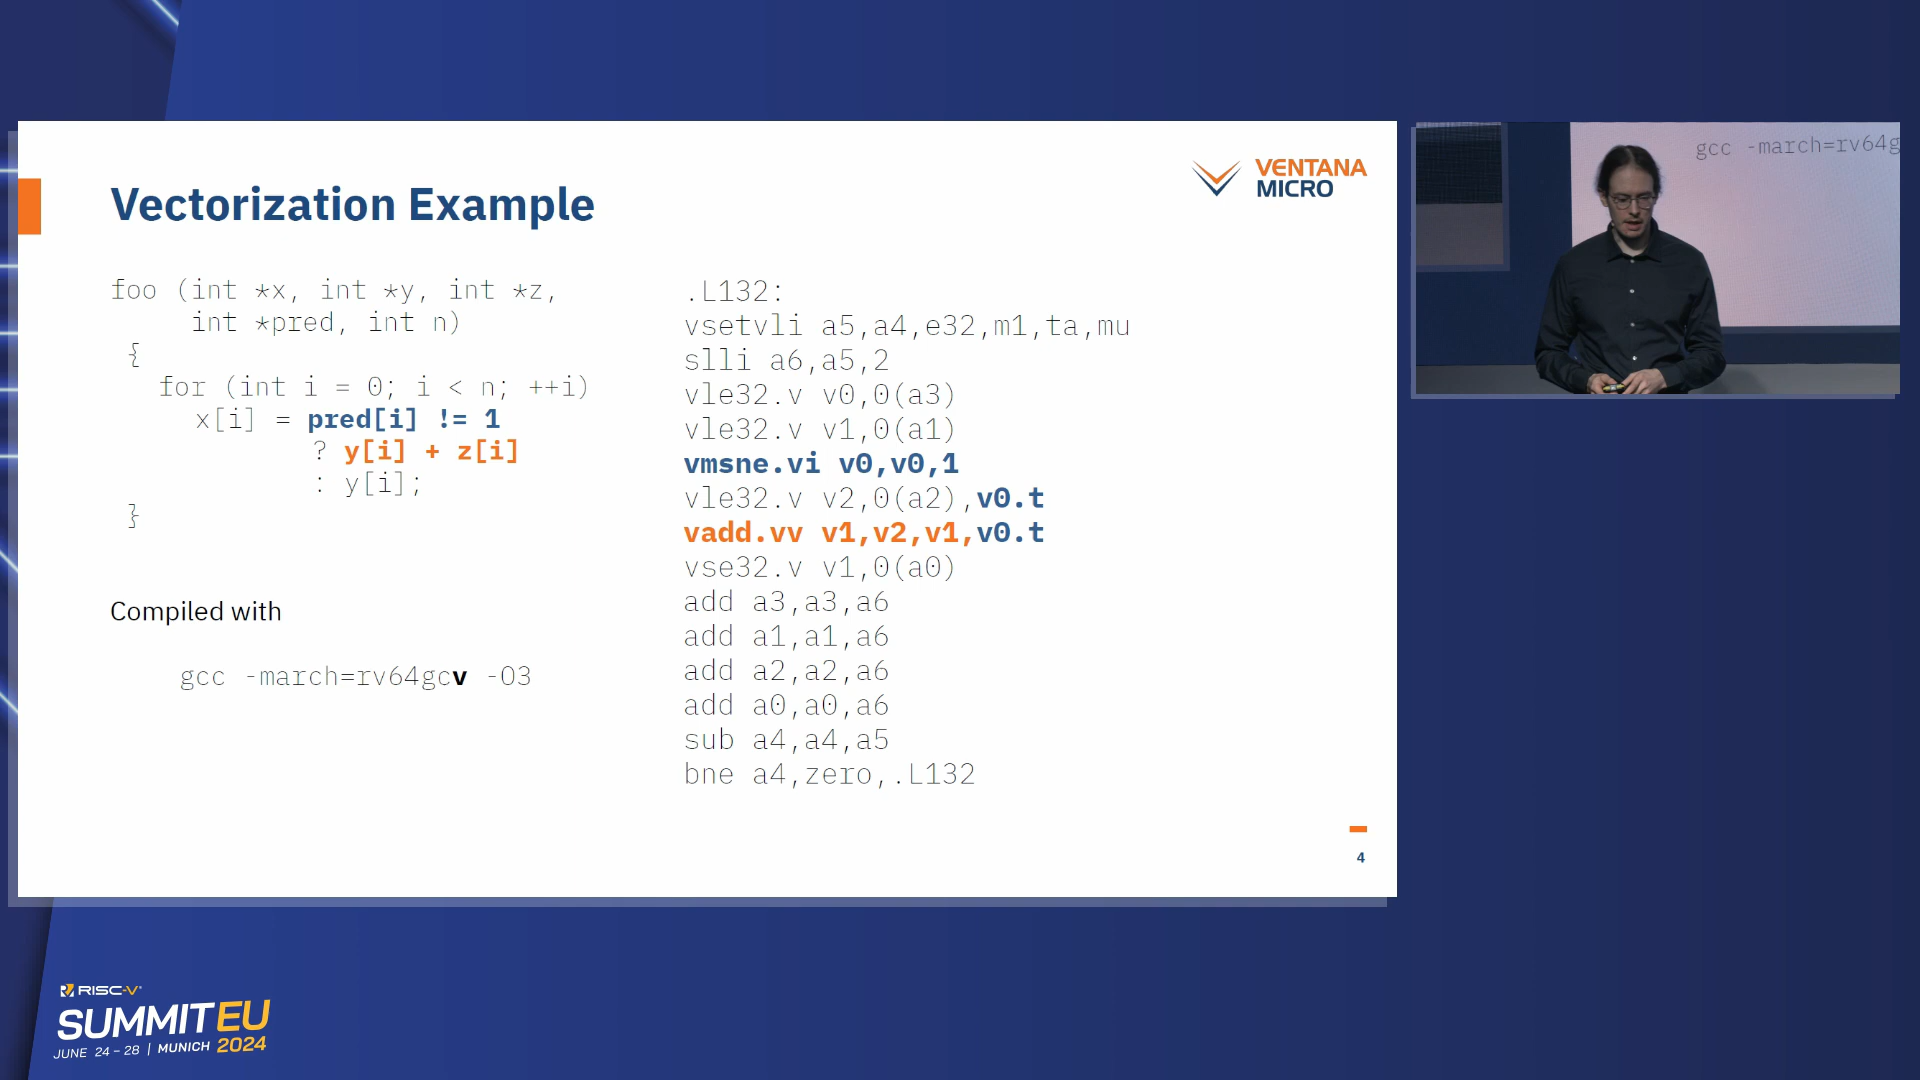 Vectorization Example
VENTANA
MICRO
foo (int *x, int *y, int *z,
int *pred, int n)
{
for (int i = 0; i < n; ++i)
x[i] = pred[i] != 1
? y[i] + z[i]
: y[i];
}
Compiled with
gcc -march=rv64gcv -O3
.L132:
vsetvli a5,a4,e32,m1,ta,mu
slli a6,a5,2
vle32.v v0,0(a3)
vle32.v v1,0(a1)
vmsne.vi v0,v0,1
vle32.v v2,0(a2),v0.t
vadd.vv v1,v2,v1,v0.t
vse32.v v1,0(a0)
add a3,a3,a6
add a1,a1,a6
add a2,a2,a6
add a0,a0,a6
sub a4,a4,a5
bne a4,zero,.L132
4
gcc -march=rv64g
RISC-V
SUMMIT EU
JUNE 24 – 28 | MUNICH 2024